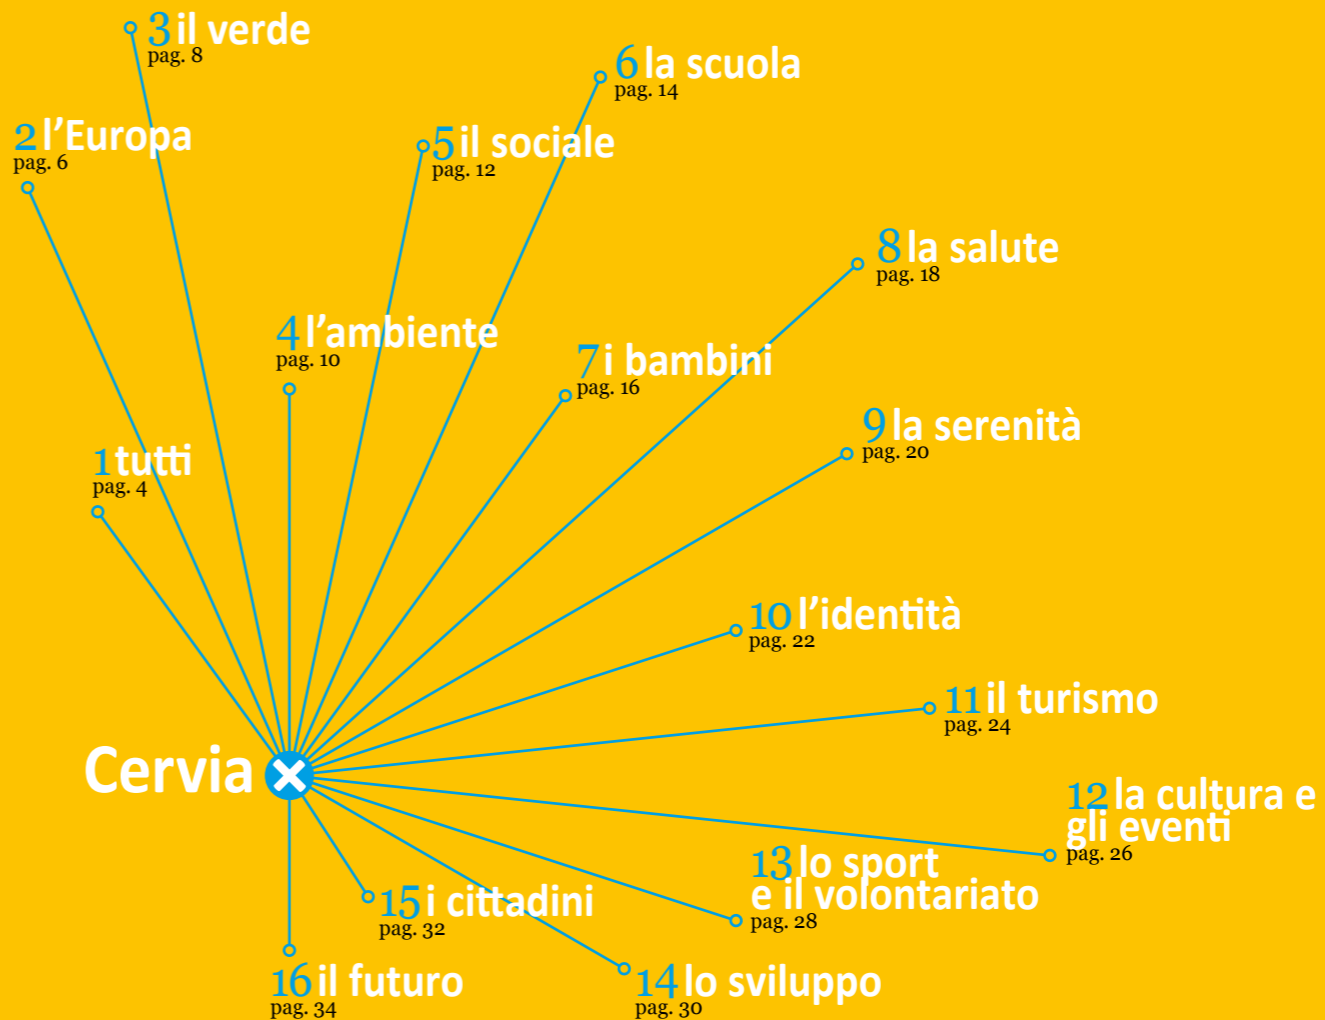 1 tutti
pag. 4
2 l'Europa
pag. 6
3 il verde
pag. 8
4 l'ambiente
pag. 10
5 il sociale
pag. 12
6 la scuola
pag. 14
7 i bambini
pag. 16
8 la salute
pag. 18
9 la serenità
pag. 20
10 l'identità
pag. 22
11 il turismo
pag. 24
12 la cultura e
gli eventi
pag. 26
13 lo sport
e il volontariato
pag. 28
14 lo sviluppo
pag. 30
15 i cittadini
pag. 32
16 il futuro
pag. 34
Cervia